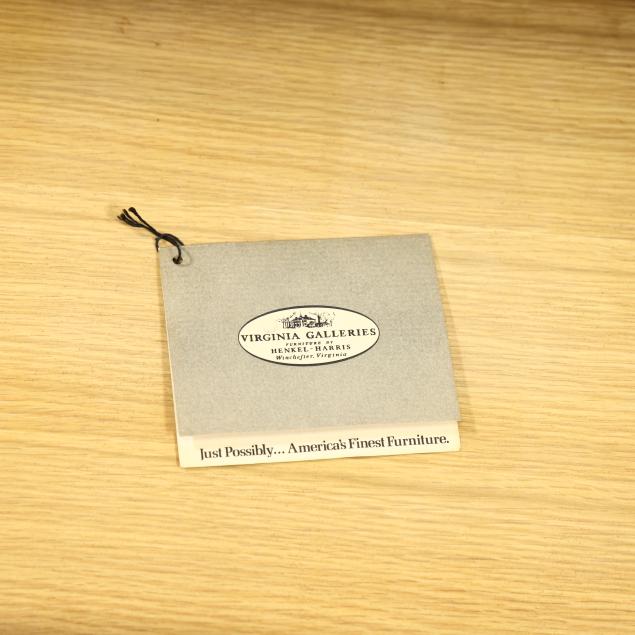 VIRGINIA GALLERIES
FURNITURE BY
HENKEL-HARRIS
Winchester, Virginia
Just Possibly... America's Finest Furniture.